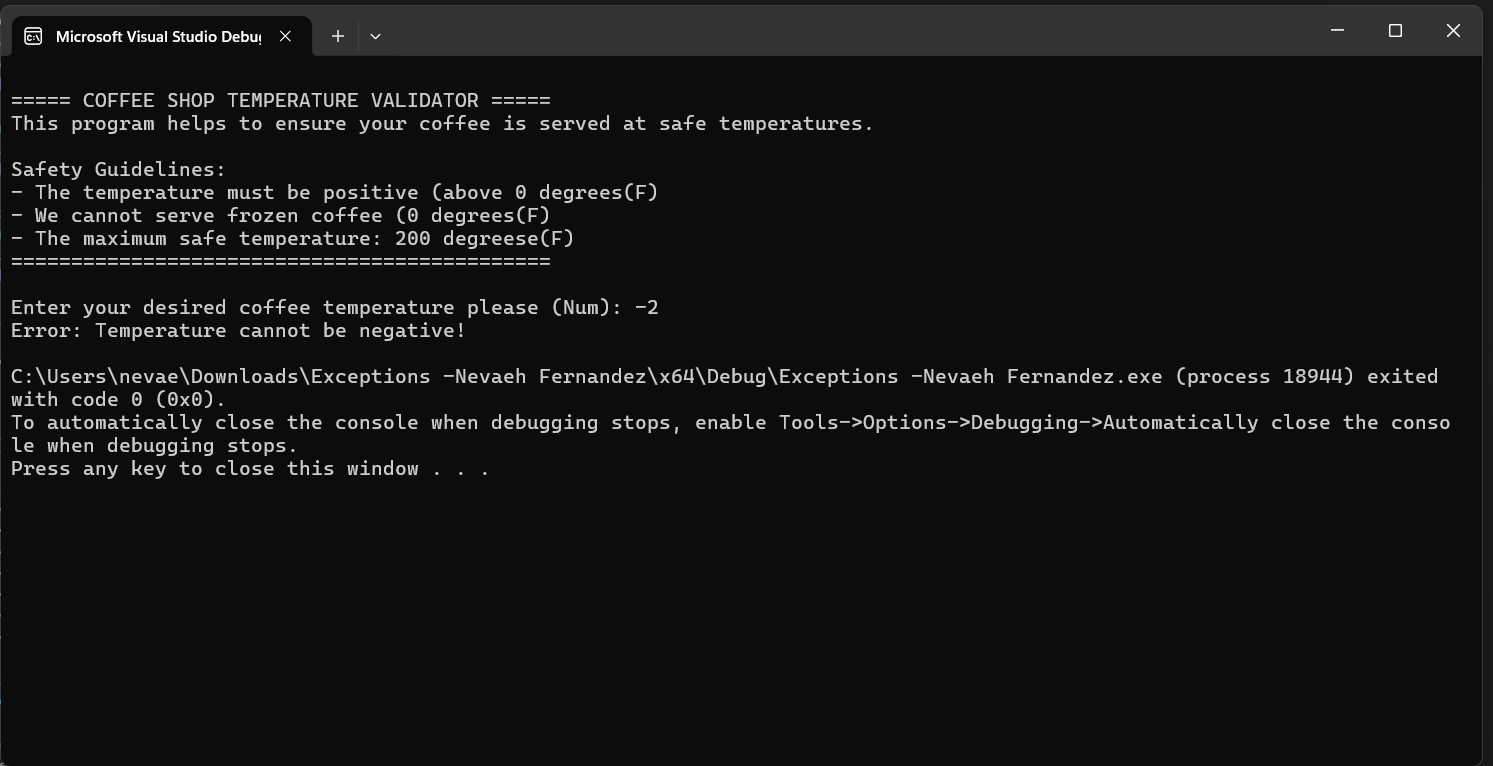 Microsoft Visual Studio Debu
===== COFFEE SHOP TEMPERATURE VALIDATOR =====
This program helps to ensure your coffee is served at safe temperatures.
Safety Guidelines:
- The temperature must be positive (above 0 degrees(F)
- We cannot serve frozen coffee (0 degrees(F)
- The maximum safe temperature: 200 degreese(F)
=============================================
Enter your desired coffee temperature please (Num): -2
Error: Temperature cannot be negative!
C:\Users\nevae\Downloads\Exceptions -Nevaeh Fernandez\x64\Debug\Exceptions -Nevaeh Fernandez.exe (process 18944) exited
with code 0 (0x0).
To automatically close the console when debugging stops, enable Tools->Options->Debugging->Automatically close the conso
le when debugging stops.
Press any key to close this window . . .